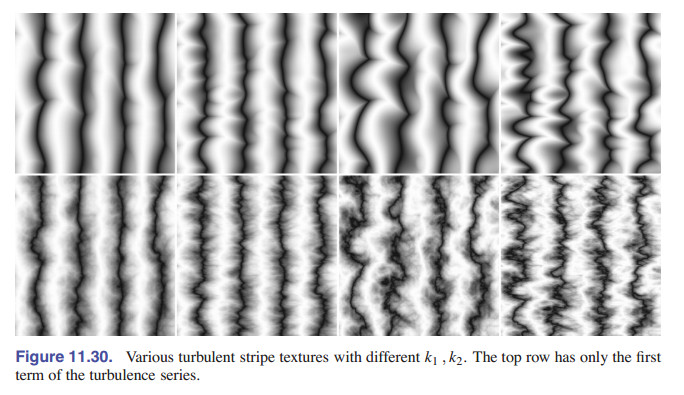 Figure 11.30. Various turbulent stripe textures with different k₁ , k₂. The top row has only the first
term of the turbulence series.